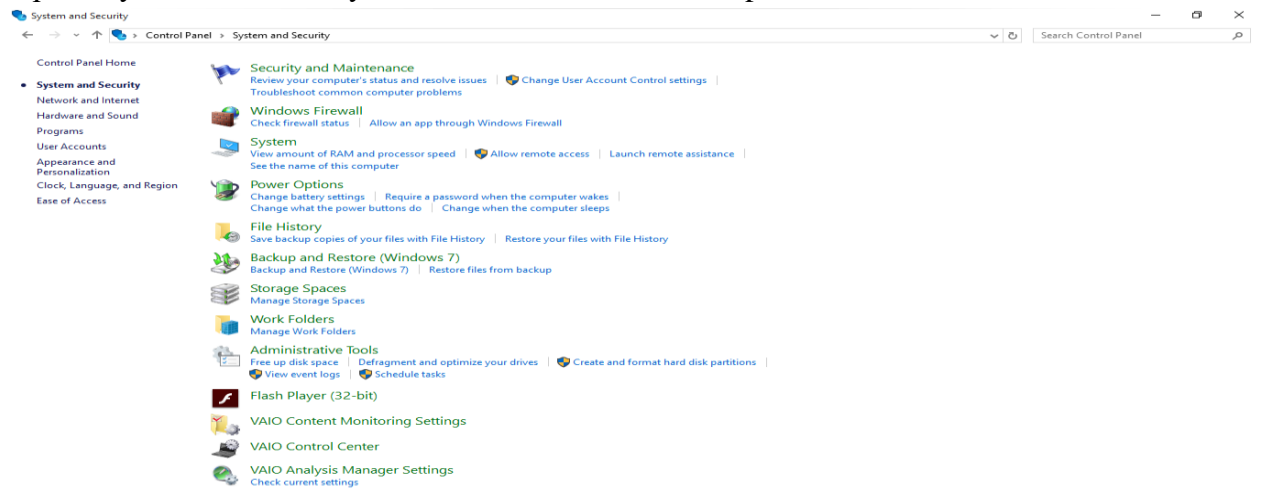 System and Security
Control Panel > System and Security
Search Control Panel
Control Panel Home
System and Security
Network and Internet
Hardware and Sound
Programs
User Accounts
Appearance and
Personalization
Clock, Language, and Region
Ease of Access
Security and Maintenance
Review your computer's status and resolve issues | Change User Account Control settings |
Troubleshoot common computer problems
Windows Firewall
Check firewall status | Allow an app through Windows Firewall
System
View amount of RAM and processor speed | Allow remote access | Launch remote assistance |
See the name of this computer
Power Options
Change battery settings | Require a password when the computer wakes |
Change what the power buttons do | Change when the computer sleeps
File History
Save backup copies of your files with File History | Restore your files with File History
Backup and Restore (Windows 7)
Backup and Restore (Windows 7) | Restore files from backup
Storage Spaces
Manage Storage Spaces
Work Folders
Manage Work Folders
Administrative Tools
Free up disk space | Defragment and optimize your drives | Create and format hard disk partitions |
View event logs | Schedule tasks
Flash Player (32-bit)
VAIO Content Monitoring Settings
VAIO Control Center
VAIO Analysis Manager Settings
Check current settings